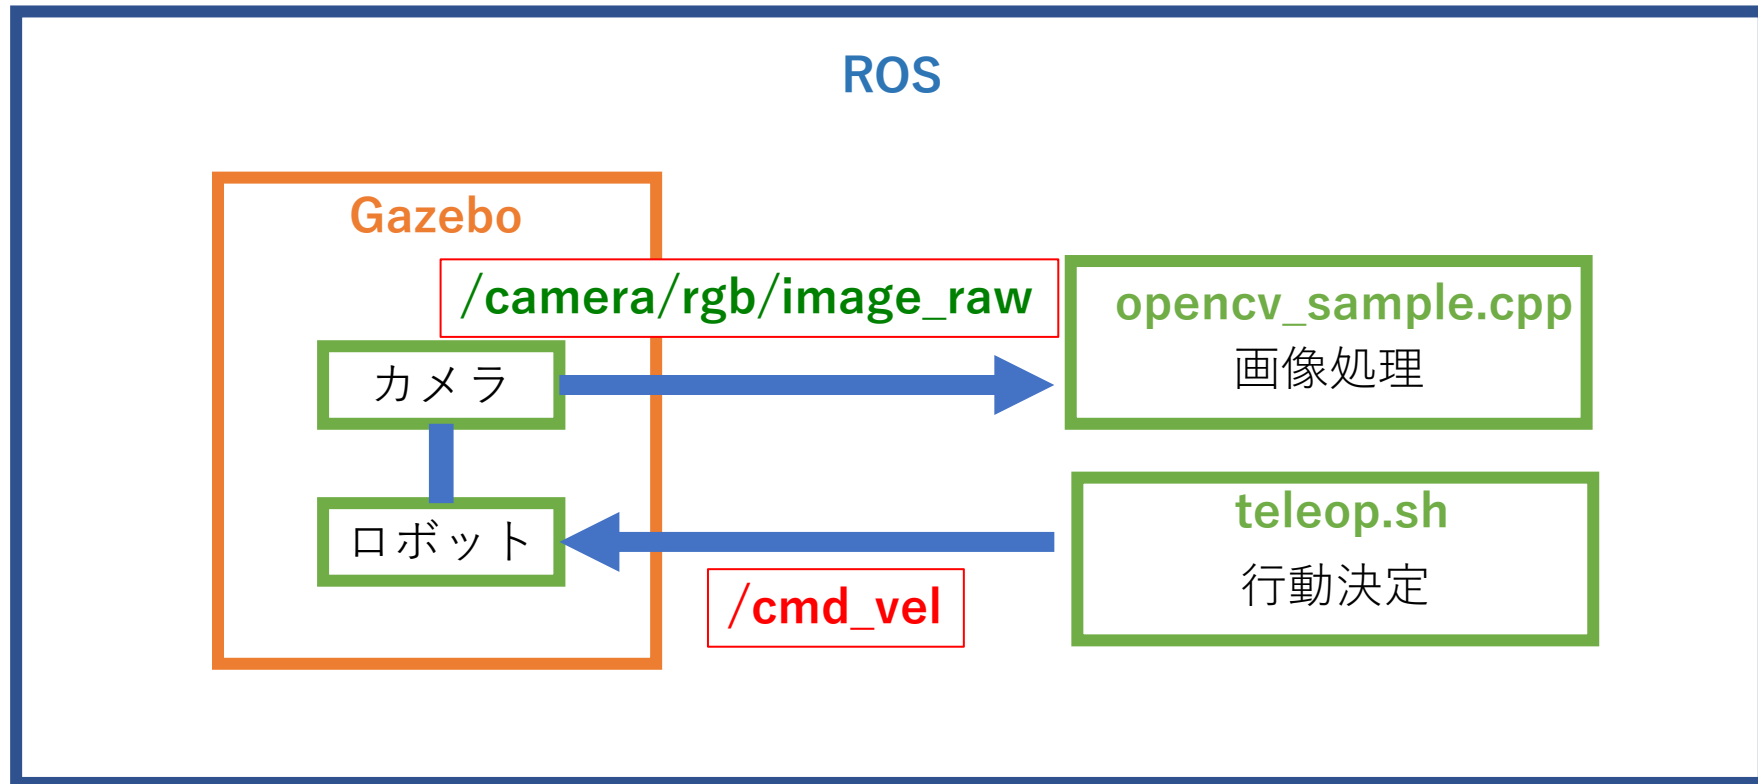 ROS
Gazebo
/camera/rgb/image_raw
opencv_sample.cpp
画像処理
カメラ
ロボット
teleop.sh
行動決定
/cmd_vel